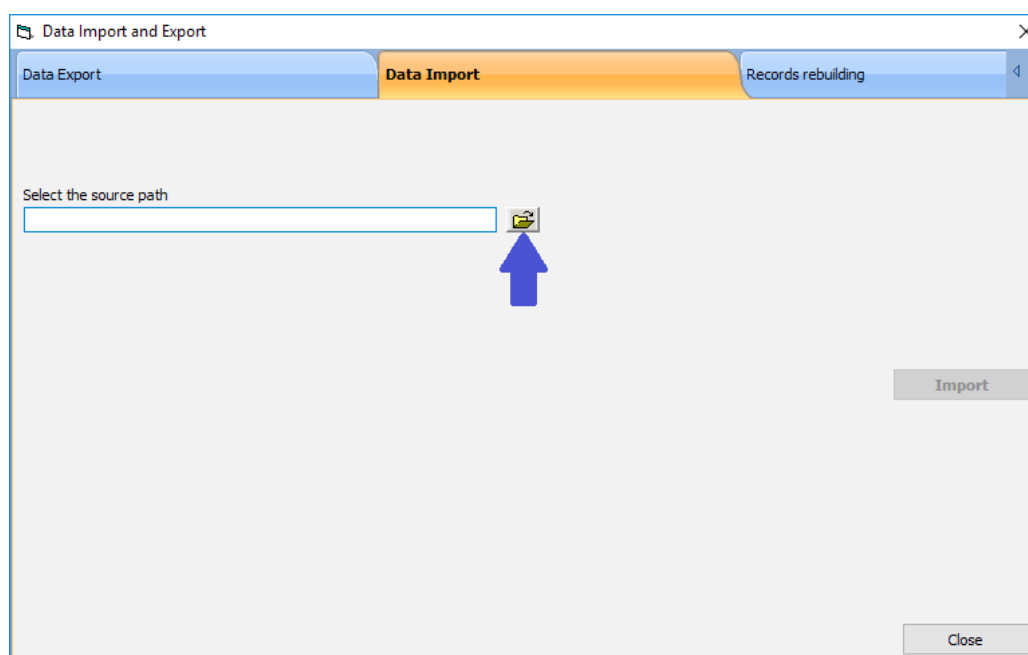 Data Import and Export
Data Export
Data Import
Records rebuilding
Select the source path
Import
Close